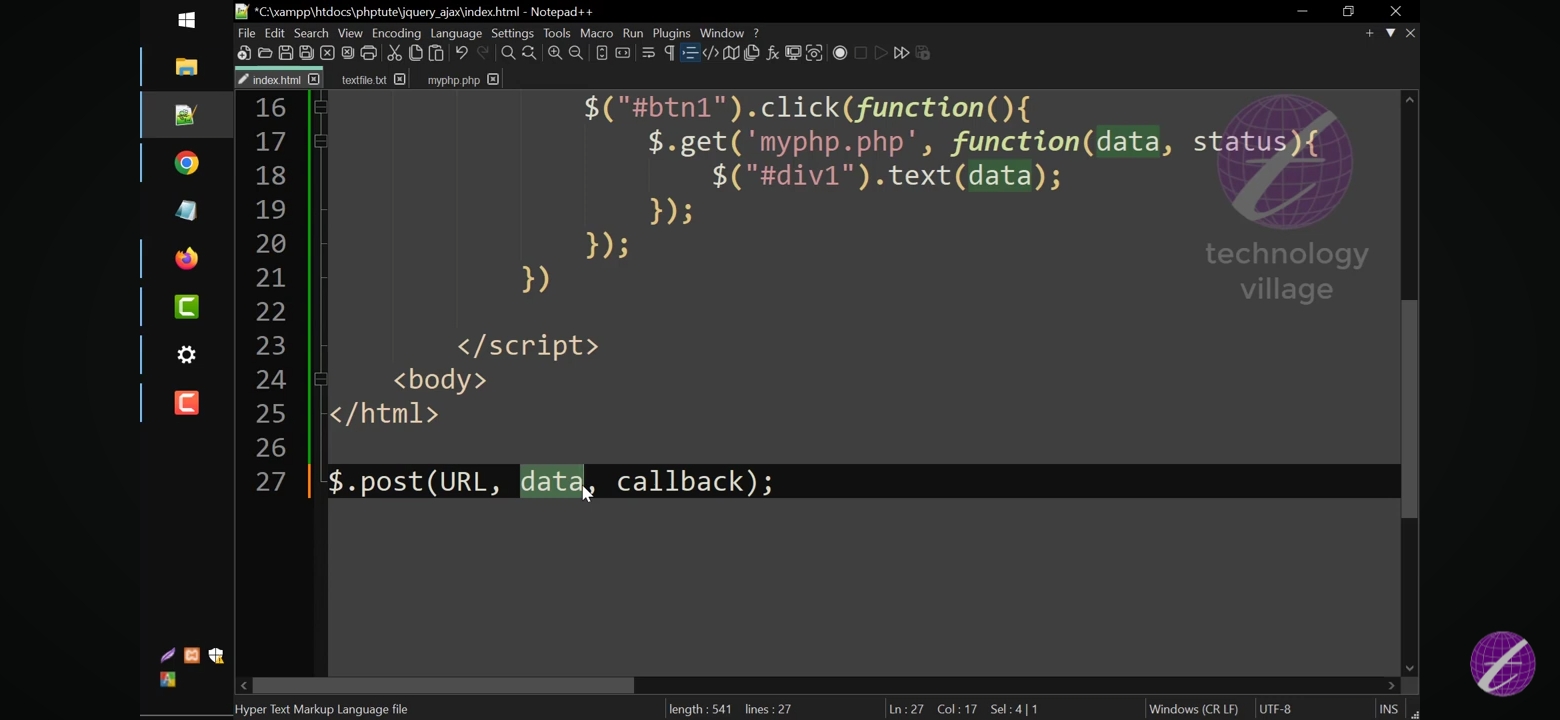 *C:\xampp\htdocs\phptute\jquery_ajax\index.html - Notepad++
File Edit Search View Encoding Language Settings Tools Macro Run Plugins Window ?
index.html textfile.txt myphp.php
16 $("#btn1").click(function(){
17 $.get('myphp.php', function(data, status){
18 $("#div1").text(data);
19 });
20 });
21 })
22
23 </script>
24 <body>
25 </html>
26
27 $.post(URL, data, callback);
technology
village
Hyper Text Markup Language file length : 541 lines : 27 Ln : 27 Col : 17 Sel : 4 | 1 Windows (CR LF) UTF-8 INS